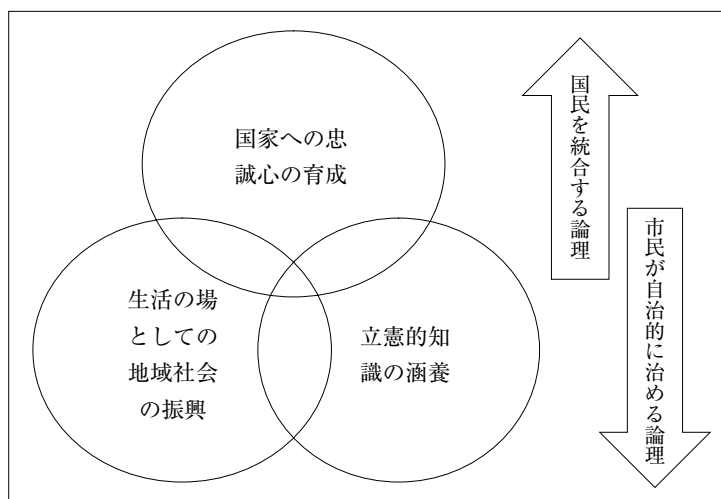 国家への忠
誠心の育成
生活の場
としての
地域社会
の振興
立憲的知
識の涵養
国民を統合する論理
市民が自治的に治める論理